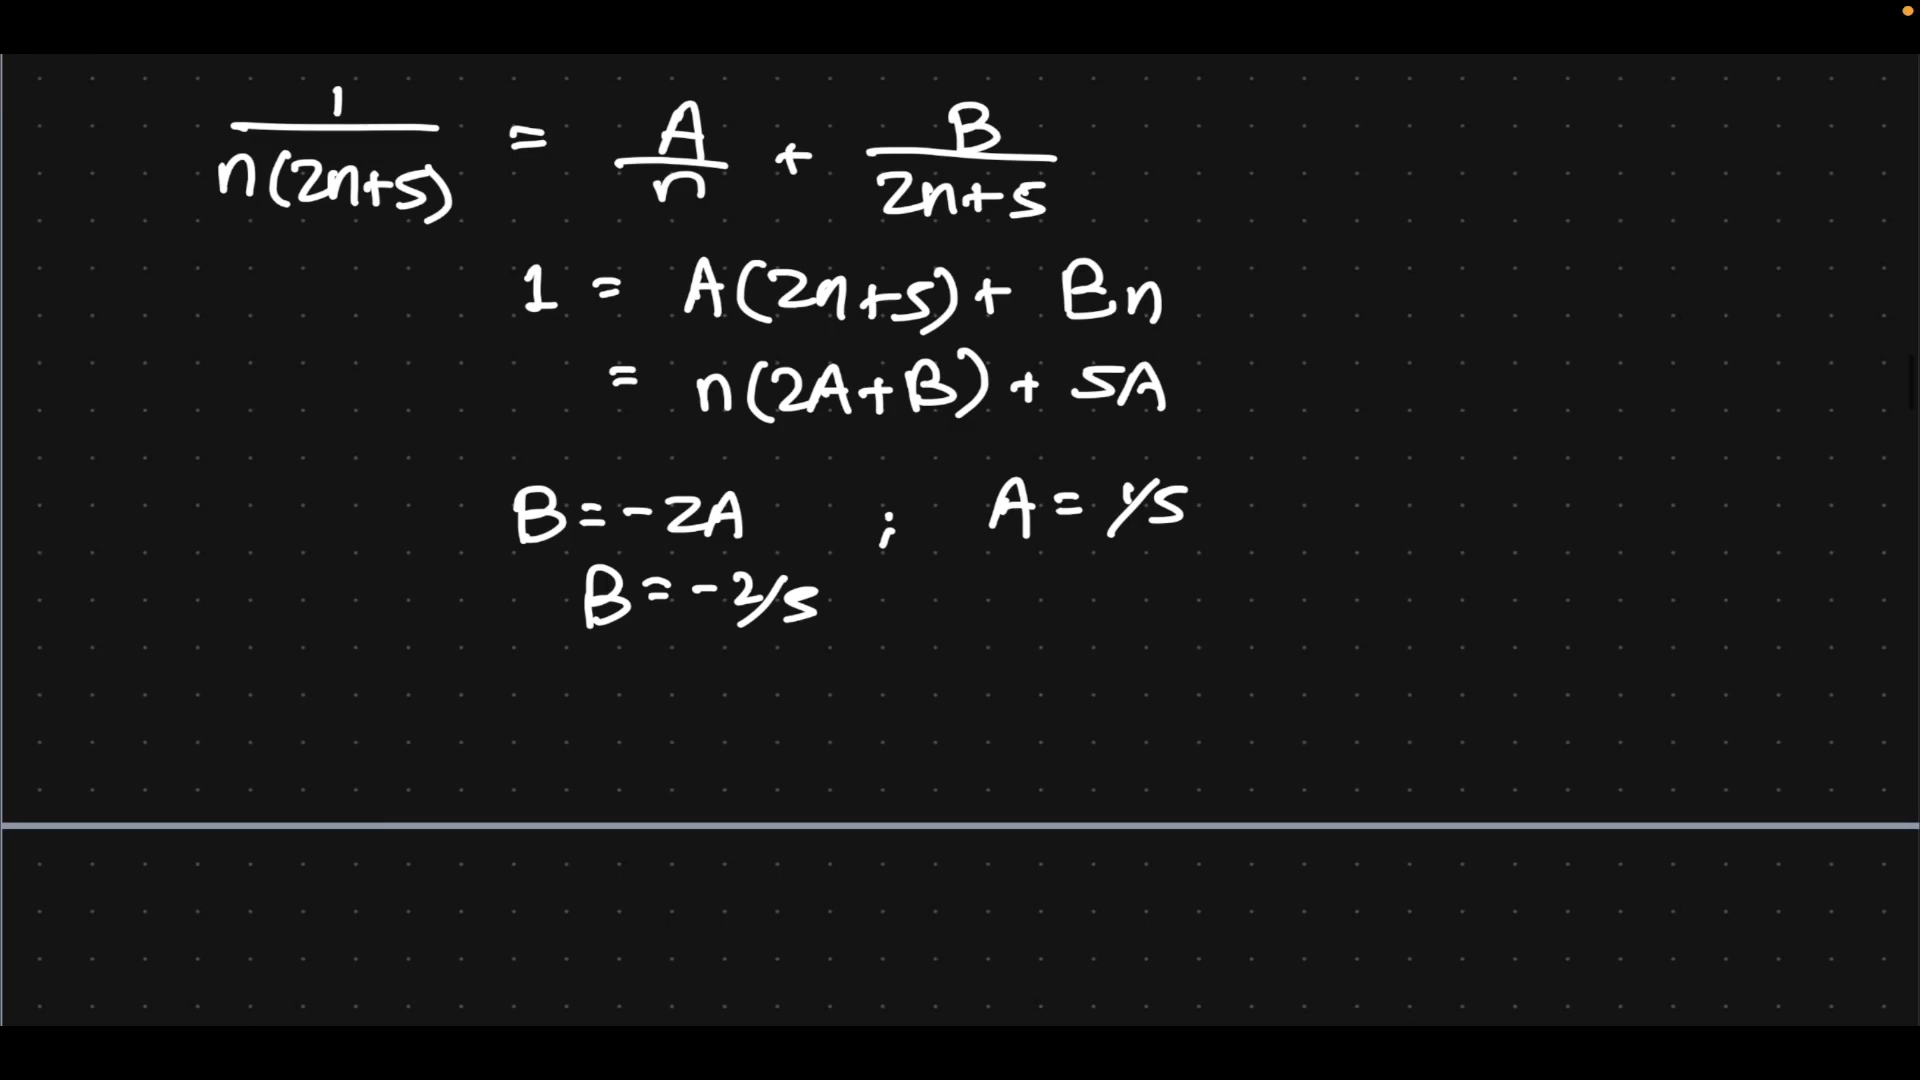 1/n(2n+5) = A/n + B/2n+5
1 = A(2n+5) + Bn
= n(2A+B) + 5A
B = -2A ; A = 1/5
B = -2/5